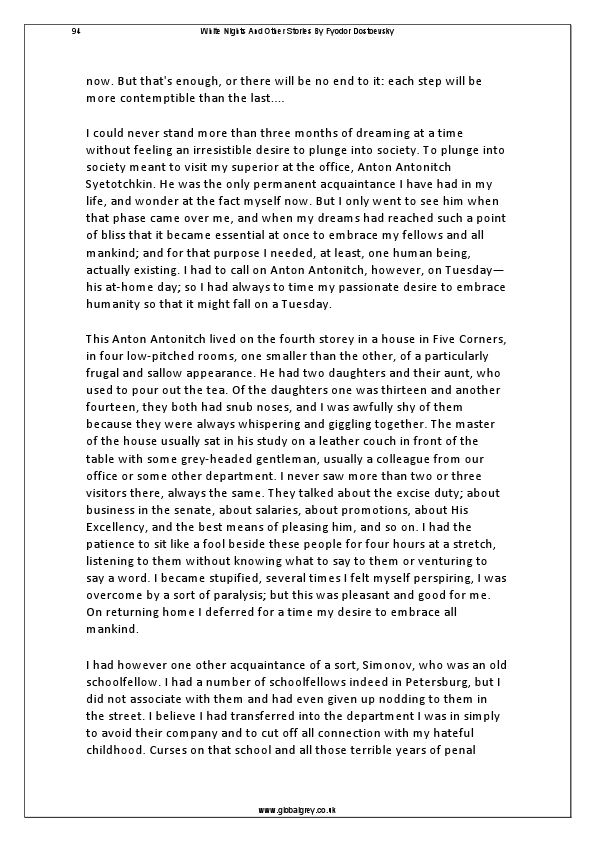 94
White Nights And Other Stories By Fyodor Dostoevsky
now. But that's enough, or there will be no end to it: each step will be
more contemptible than the last....
I could never stand more than three months of dreaming at a time
without feeling an irresistible desire to plunge into society. To plunge into
society meant to visit my superior at the office, Anton Antonitch
Syetotchkin. He was the only permanent acquaintance I have had in my
life, and wonder at the fact myself now. But I only went to see him when
that phase came over me, and when my dreams had reached such a point
of bliss that it became essential at once to embrace my fellows and all
mankind; and for that purpose I needed, at least, one human being,
actually existing. I had to call on Anton Antonitch, however, on Tuesday—
his at-home day; so I had always to time my passionate desire to embrace
humanity so that it might fall on a Tuesday.
This Anton Antonitch lived on the fourth storey in a house in Five Corners,
in four low-pitched rooms, one smaller than the other, of a particularly
frugal and sallow appearance. He had two daughters and their aunt, who
used to pour out the tea. Of the daughters one was thirteen and another
fourteen, they both had snub noses, and I was awfully shy of them
because they were always whispering and giggling together. The master
of the house usually sat in his study on a leather couch in front of the
table with some grey-headed gentleman, usually a colleague from our
office or some other department. I never saw more than two or three
visitors there, always the same. They talked about the excise duty; about
business in the senate, about salaries, about promotions, about His
Excellency, and the best means of pleasing him, and so on. I had the
patience to sit like a fool beside these people for four hours at a stretch,
listening to them without knowing what to say to them or venturing to
say a word. I became stupified, several times I felt myself perspiring, I was
overcome by a sort of paralysis; but this was pleasant and good for me.
On returning home I deferred for a time my desire to embrace all
mankind.
I had however one other acquaintance of a sort, Simonov, who was an old
schoolfellow. I had a number of schoolfellows indeed in Petersburg, but I
did not associate with them and had even given up nodding to them in
the street. I believe I had transferred into the department I was in simply
to avoid their company and to cut off all connection with my hateful
childhood. Curses on that school and all those terrible years of penal
www.globalgrey.co.uk